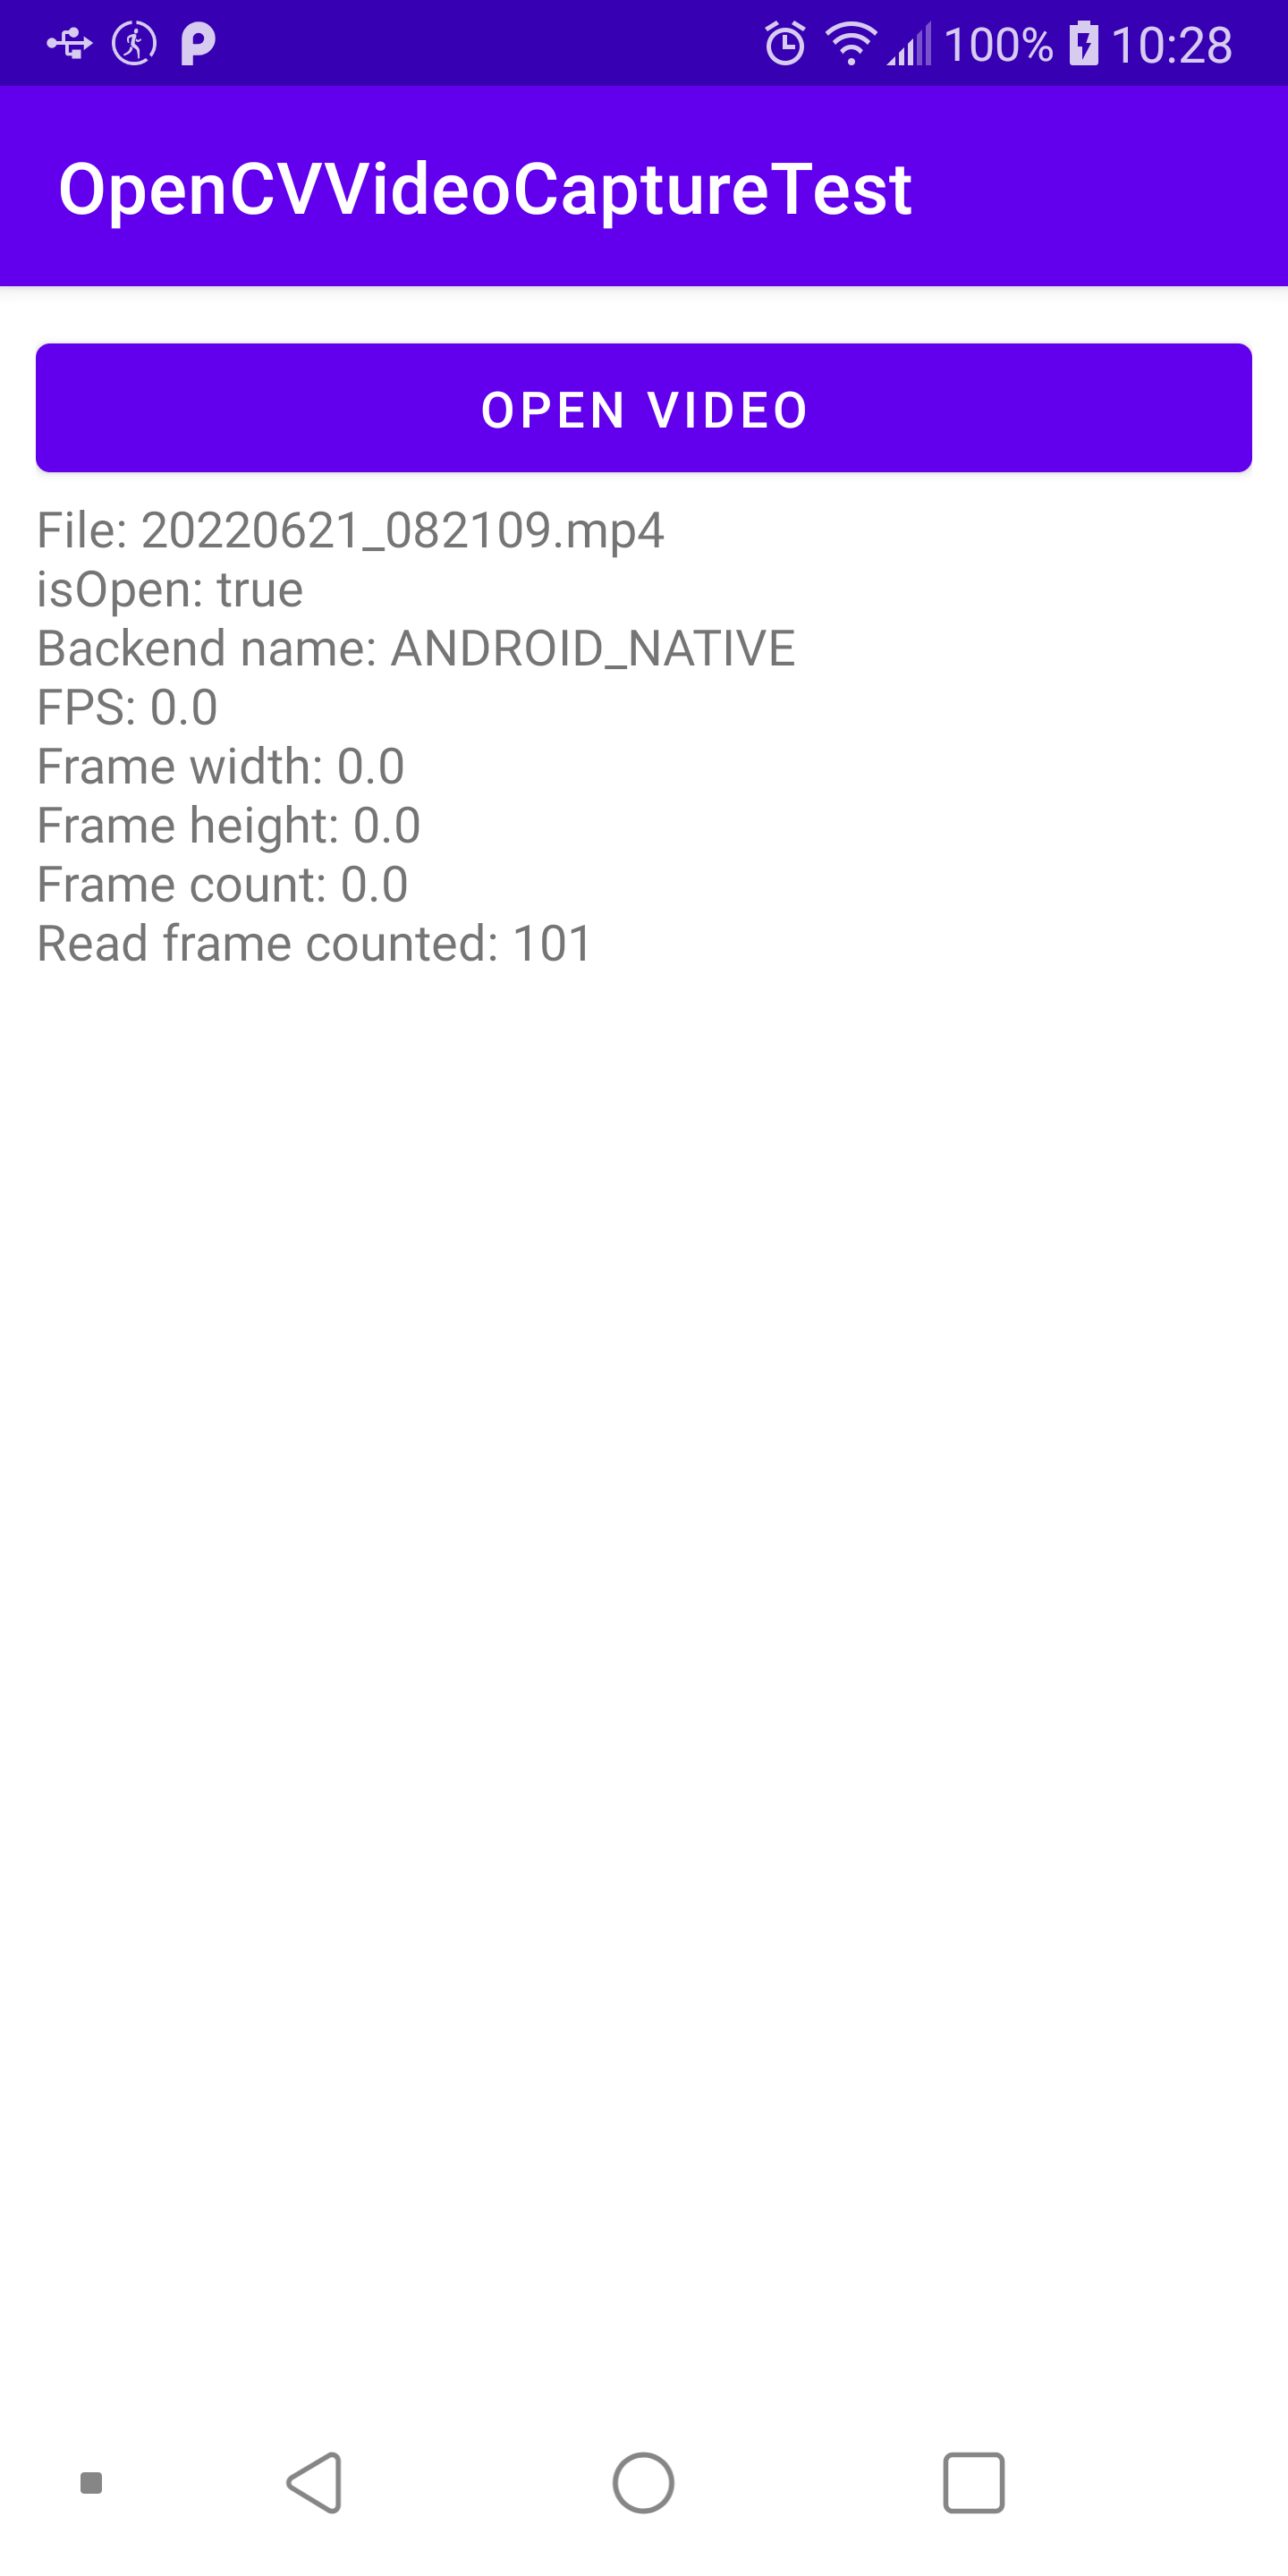 100% 10:28
OpenCVVideoCaptureTest
OPEN VIDEO
File: 20220621_082109.mp4
isOpen: true
Backend name: ANDROID_NATIVE
FPS: 0.0
Frame width: 0.0
Frame height: 0.0
Frame count: 0.0
Read frame counted: 101